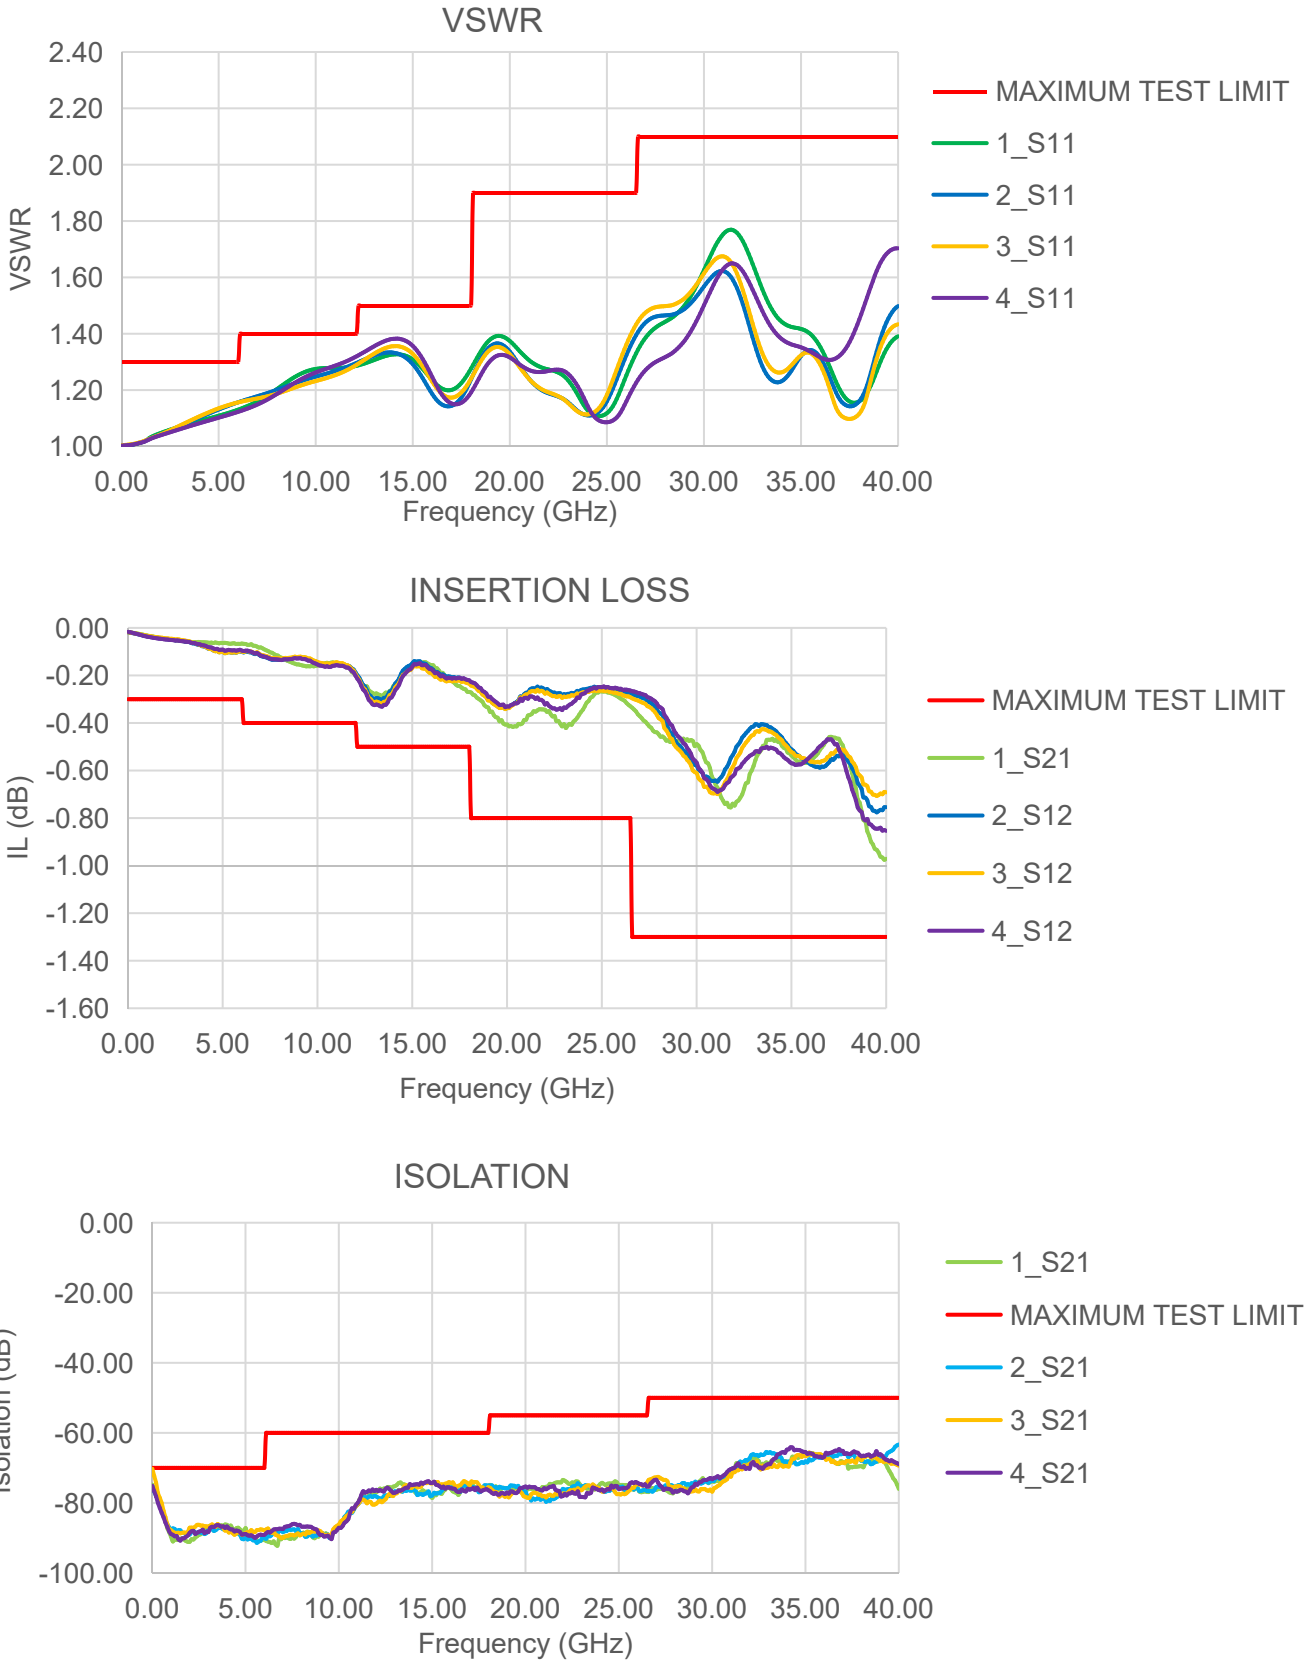 VSWR
2.40
2.20
2.00
1.80
1.60
1.40
1.20
1.00
VSWR
0.00 5.00 10.00 15.00 20.00 25.00 30.00 35.00 40.00
Frequency (GHz)
MAXIMUM TEST LIMIT
1_S11
2_S11
3_S11
4_S11
INSERTION LOSS
0.00
-0.20
-0.40
-0.60
-0.80
-1.00
-1.20
-1.40
-1.60
IL (dB)
0.00 5.00 10.00 15.00 20.00 25.00 30.00 35.00 40.00
Frequency (GHz)
MAXIMUM TEST LIMIT
1_S21
2_S12
3_S12
4_S12
ISOLATION
0.00
-20.00
-40.00
-60.00
-80.00
-100.00
Isolation (dB)
0.00 5.00 10.00 15.00 20.00 25.00 30.00 35.00 40.00
Frequency (GHz)
1_S21
MAXIMUM TEST LIMIT
2_S21
3_S21
4_S21